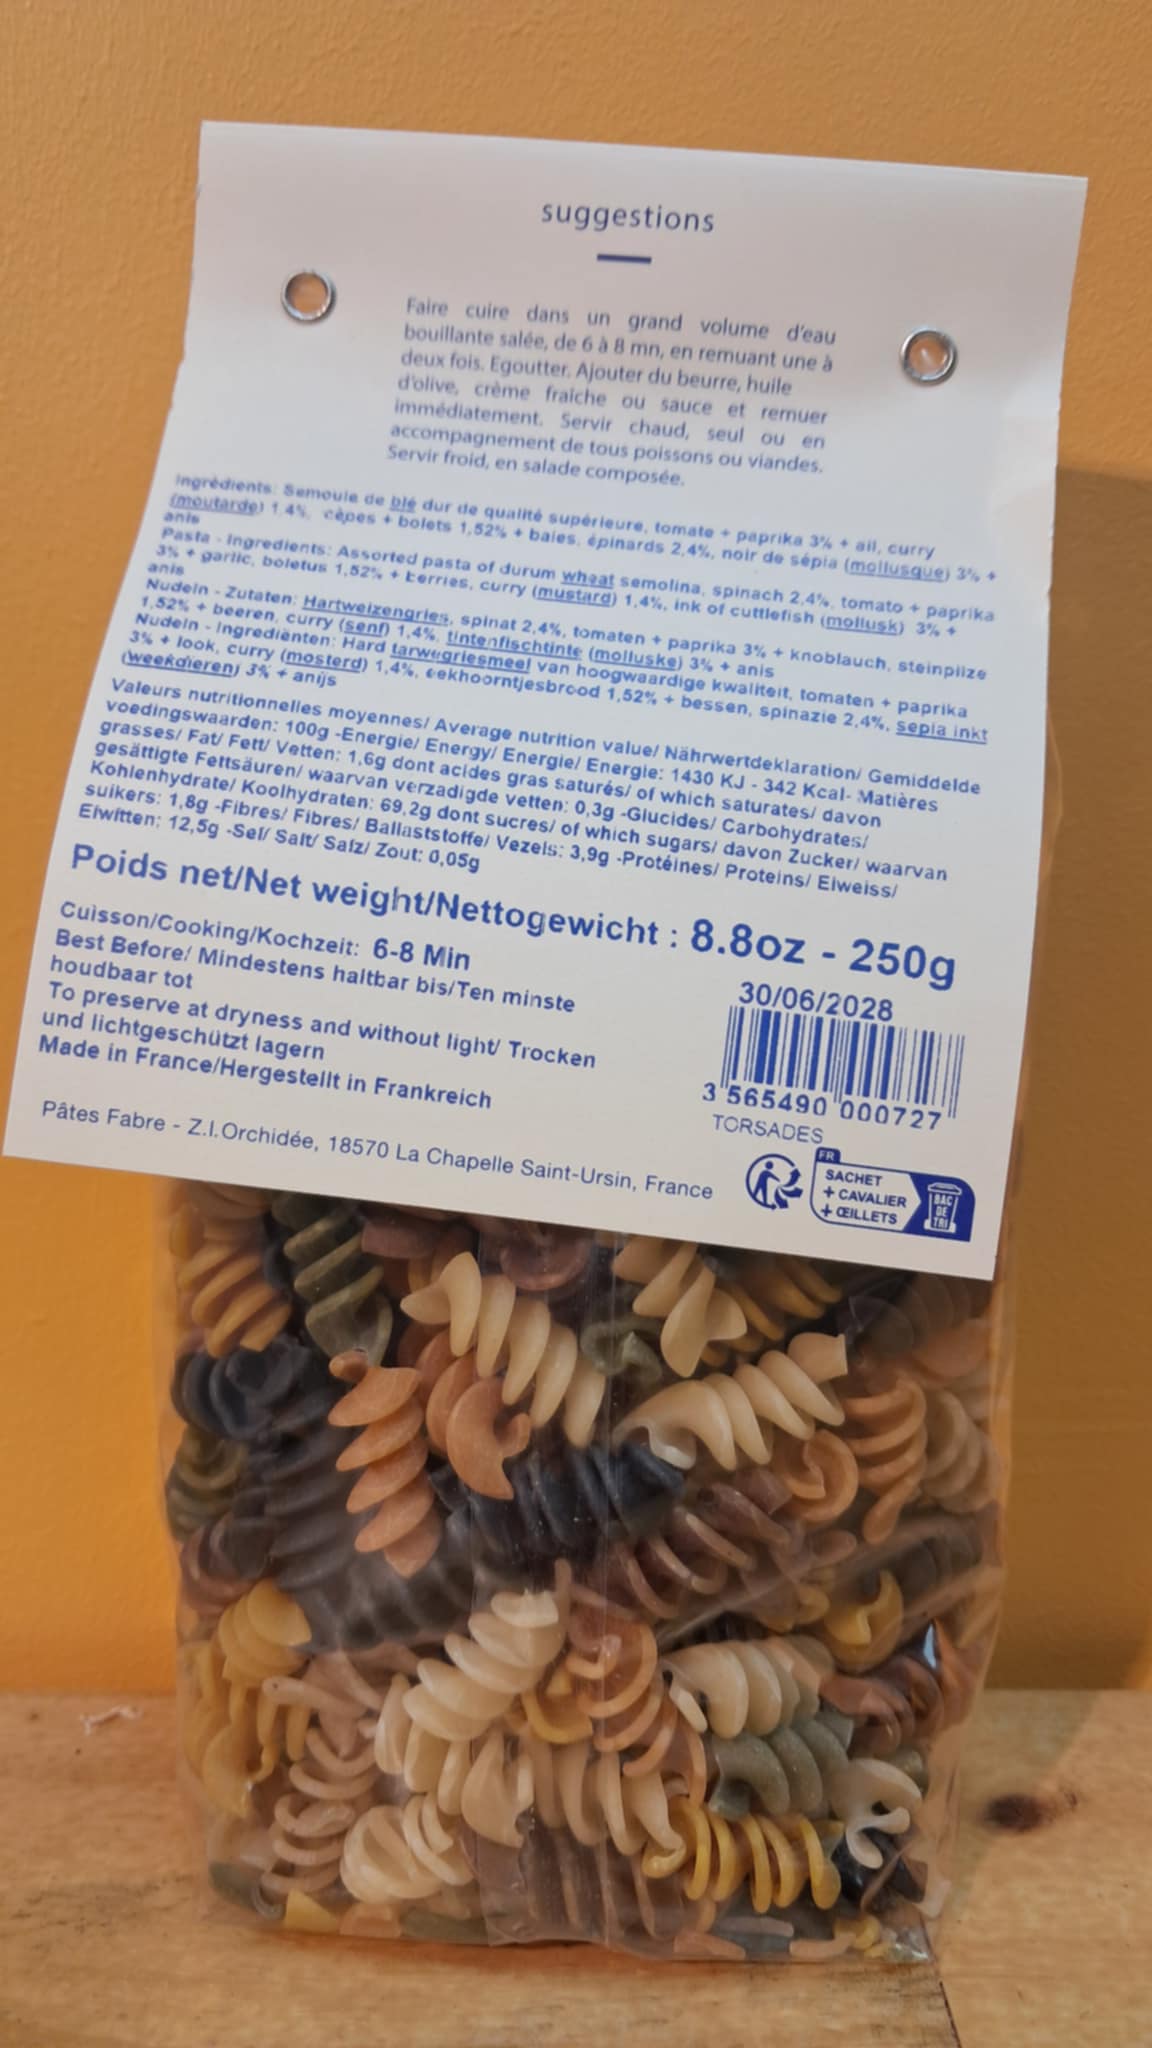 suggestions
Faire cuire dans un grand volume d'eau
bouillante salée, de 6 à 8 mn, en remuant une à
deux fois. Egoutter. Ajouter du beurre, huile
d'olive, crème fraîche ou sauce et remuer
immédiatement. Servir chaud, seul ou en
accompagnement de tous poissons ou viandes.
Servir froid, en salade composée.
Ingrédients: Semoule de blé dur de qualité supérieure, tomate + paprika 3% + ail, curry
(moutarde) 1,4%, cèpes + bolets 1,52% + baies, épinards 2,4%, noir de sépia (mollusque) 3% +
anis
Pasta - Ingredients: Assorted pasta of durum wheat semolina, spinach 2,4%, tomato + paprika
3% + garlic, boletus 1,52% + berries, curry (mustard) 1,4%, ink of cuttlefish (mollusk) 3% +
anis
Nudeln - Zutaten: Hartweizengries, spinat 2,4%, tomaten + paprika 3% + knoblauch, steinpilze
1,52% + beeren, curry (senf) 1,4%, tintenfischtinte (molluske) 3% + anis
Nudeln - Ingrediënten: Hard tarwegriesmeel van hoogwaardige kwaliteit, tomaten + paprika
3% + look, curry (mosterd) 1,4%, eekhoorntjesbrood 1,52% + bessen, spinazie 2,4%, sepia inkt
(weekdieren) 3% + anijs
Valeurs nutritionnelles moyennes/ Average nutrition value/ Nährwertdeklaration/ Gemiddelde
voedingswaarden: 100g -Energie/ Energy/ Energie/ Energie: 1430 KJ - 342 Kcal- Matières
grasses/ Fat/ Fett/ Vetten: 1,6g dont acides gras saturés/ of which saturates/ davon
gesättigte Fettsäuren/ waarvan verzadigde vetten: 0,3g -Glucides/ Carbohydrates/
Kohlenhydrate/ Koolhydraten: 69,2g dont sucres/ of which sugars/ davon Zucker/ waarvan
suikers: 1,8g -Fibres/ Fibres/ Ballaststoffe/ Vezels: 3,9g -Protéines/ Proteins/ Eiweiss/
Eiwitten: 12,5g -Sel/ Salt/ Salz/ Zout: 0,05g
Poids net/Net weight/Nettogewicht : 8.8oz - 250g
Cuisson/Cooking/Kochzeit: 6-8 Min
Best Before/ Mindestens haltbar bis/Ten minste
houdbaar tot
30/06/2028
To preserve at dryness and without light/ Trocken
und lichtgeschützt lagern
Made in France/Hergestellt in Frankreich
3 565490 000727
TORSADES
Pâtes Fabre - Z.I.Orchidée, 18570 La Chapelle Saint-Ursin, France
FR
SACHET
+ CAVALIER
+ ŒILLETS
BAC
DE
TRI